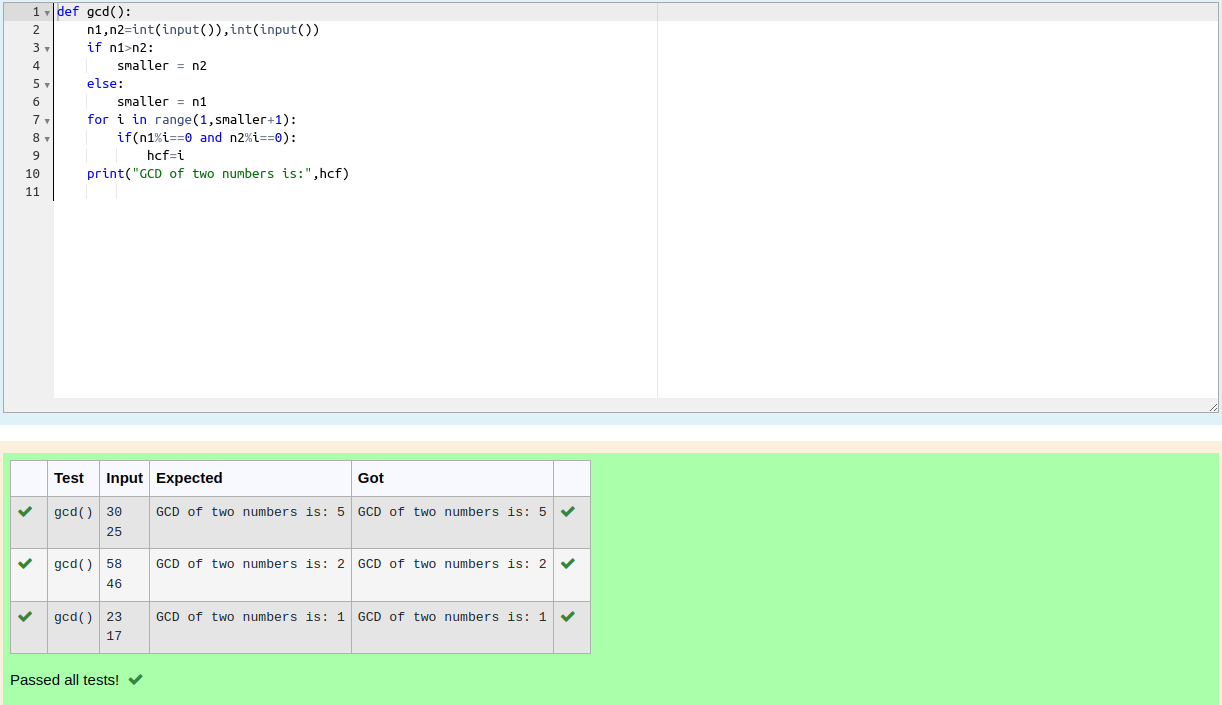 1 def gcd():
2     n1,n2=int(input()),int(input())
3     if n1>n2:
4         smaller = n2
5     else:
6         smaller = n1
7     for i in range(1,smaller+1):
8         if(n1%i==0 and n2%i==0):
9             hcf=i
10     print("GCD of two numbers is:",hcf)
11
Test Input Expected Got
gcd() 30 GCD of two numbers is: 5 GCD of two numbers is: 5
25
gcd() 58 GCD of two numbers is: 2 GCD of two numbers is: 2
46
gcd() 23 GCD of two numbers is: 1 GCD of two numbers is: 1
17
Passed all tests!